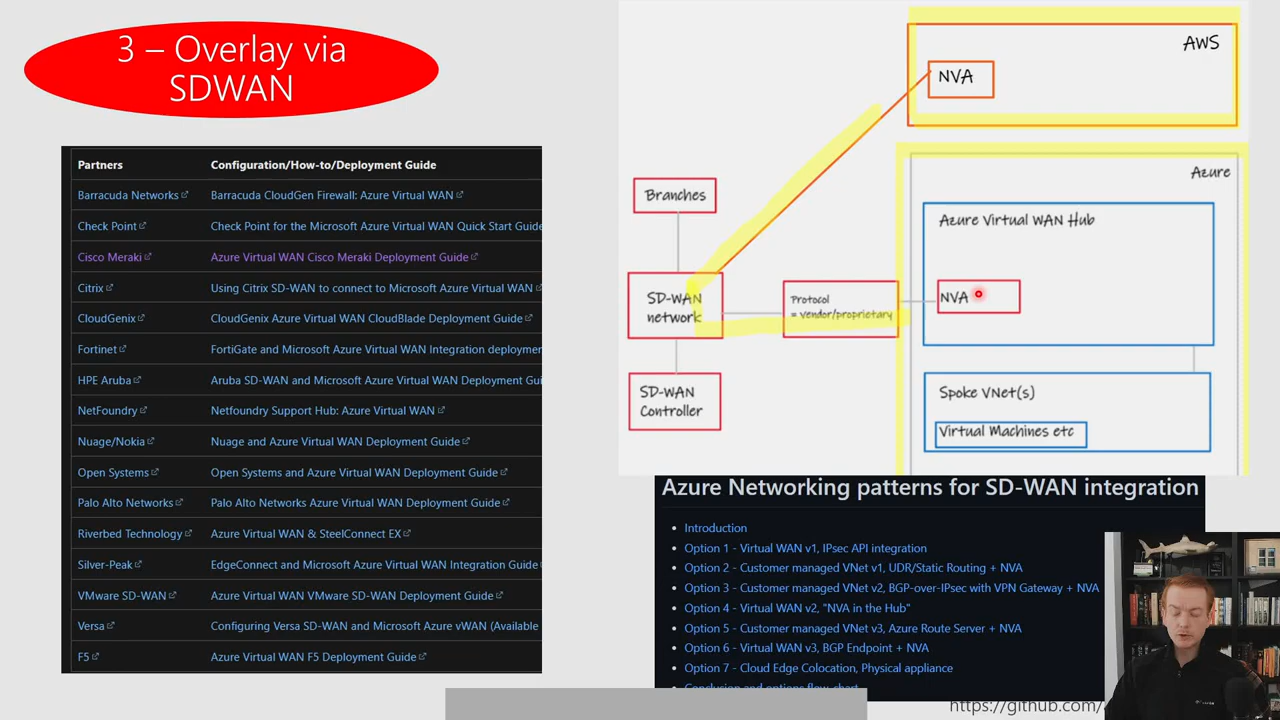 3 – Overlay via
SDWAN
Partners Configuration/How-to/Deployment Guide
Barracuda Networks Barracuda CloudGen Firewall: Azure Virtual WAN
Check Point Check Point for the Microsoft Azure Virtual WAN Quick Start Guide
Cisco Meraki Azure Virtual WAN Cisco Meraki Deployment Guide
Citrix Using Citrix SD-WAN to connect to Microsoft Azure Virtual WAN
CloudGenix CloudGenix Azure Virtual WAN CloudBlade Deployment Guide
Fortinet FortiGate and Microsoft Azure Virtual WAN Integration deploymen
HPE Aruba Aruba SD-WAN and Microsoft Azure Virtual WAN Deployment Gui
NetFoundry Netfoundry Support Hub: Azure Virtual WAN
Nuage/Nokia Nuage and Azure Virtual WAN Deployment Guide
Open Systems Open Systems and Azure Virtual WAN Deployment Guide
Palo Alto Networks Palo Alto Networks Azure Virtual WAN Deployment Guide
Riverbed Technology Azure Virtual WAN & SteelConnect EX
Silver-Peak EdgeConnect and Microsoft Azure Virtual WAN Integration Guide
VMware SD-WAN Azure Virtual WAN VMware SD-WAN Deployment Guide
Versa Configuring Versa SD-WAN and Microsoft Azure vWAN (Available
F5 Azure Virtual WAN F5 Deployment Guide
AWS
NVA
Azure
Branches
Azure Virtual WAN Hub
SD-WAN
network
Protocol
= vendor/proprietary
NVA
SD-WAN
Controller
Spoke VNet(s)
Virtual Machines etc
Azure Networking patterns for SD-WAN integration
Introduction
Option 1 - Virtual WAN v1, IPsec API integration
Option 2 - Customer managed VNet v1, UDR/Static Routing + NVA
Option 3 - Customer managed VNet v2, BGP-over-IPsec with VPN Gateway + NVA
Option 4 - Virtual WAN v2, "NVA in the Hub"
Option 5 - Customer managed VNet v3, Azure Route Server + NVA
Option 6 - Virtual WAN v3, BGP Endpoint + NVA
Option 7 - Cloud Edge Colocation, Physical appliance
Conclusion and options flow-chart
https://github.com/